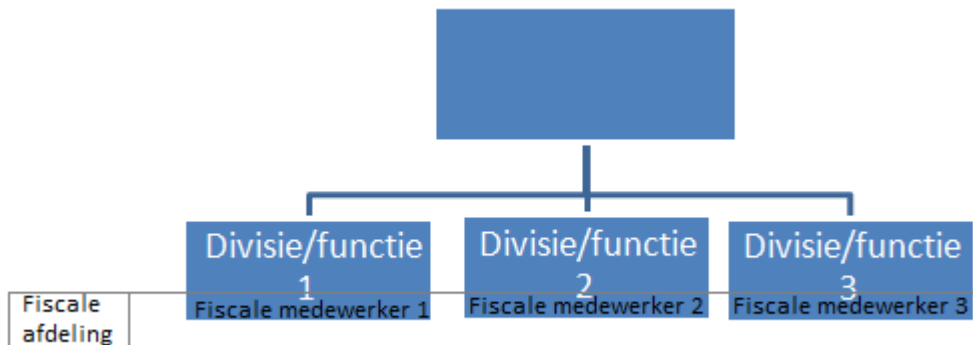 Divisie/functie
1
Divisie/functie
2
Divisie/functie
3
Fiscale
afdeling
Fiscale medewerker 1
Fiscale medewerker 2
Fiscale medewerker 3